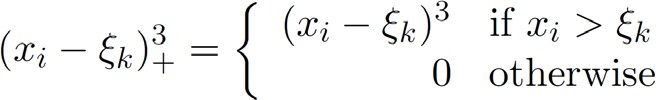 (x_i − ξ_k)^3_+ = { (x_i − ξ_k)^3 if x_i > ξ_k
0 otherwise